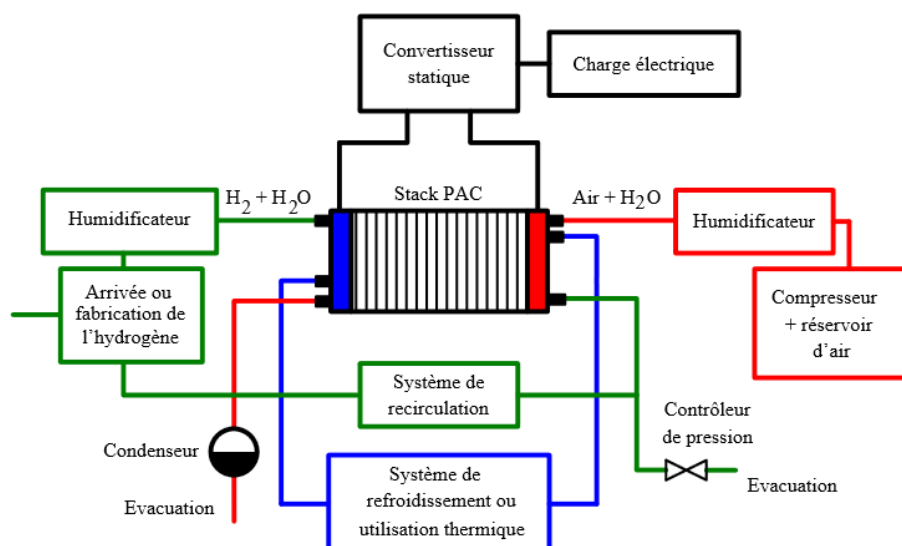 Convertisseur
statique
Charge électrique
Stack PAC
H2 + H2O
Air + H2O
Humidificateur
Humidificateur
Arrivée ou
fabrication de
l'hydrogène
Compresseur
+ réservoir
d'air
Système de
recirculation
Contrôleur
de pression
Condenseur
Evacuation
Système de
refroidissement ou
utilisation thermique
Evacuation